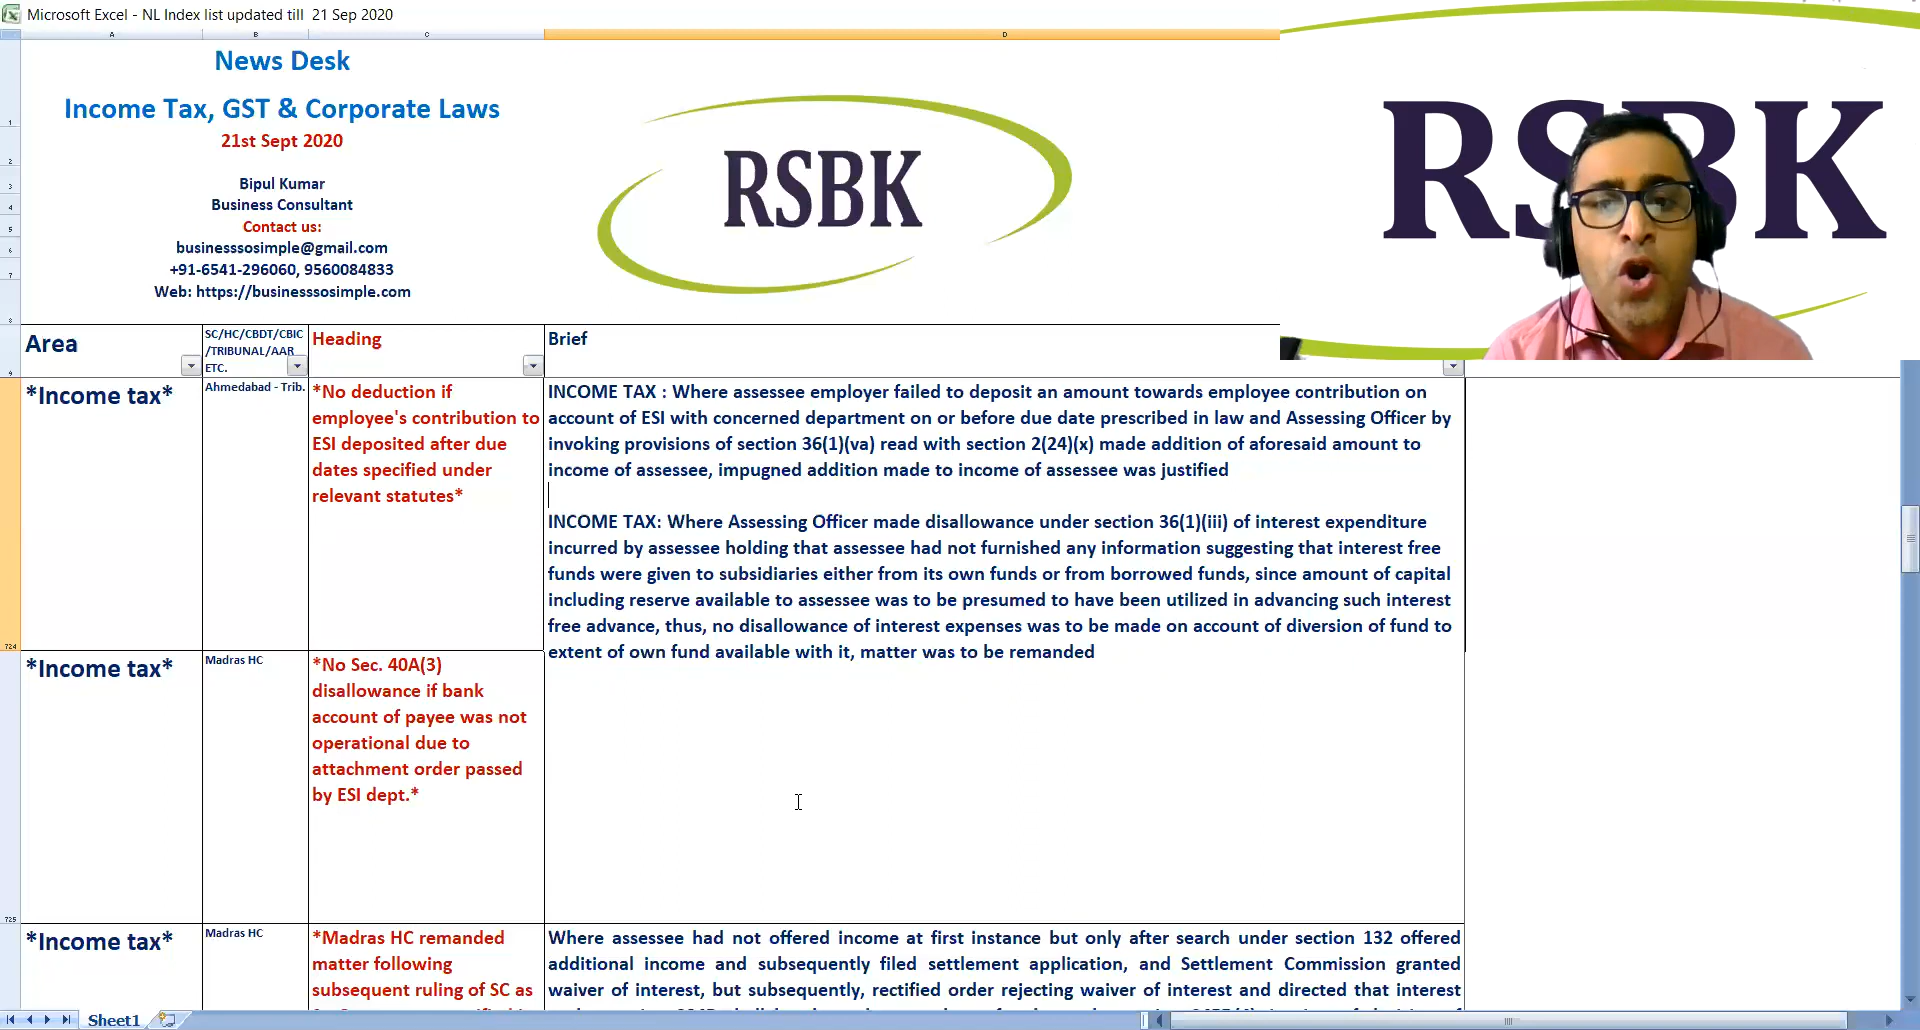 Microsoft Excel - NL Index list updated till  21 Sep 2020
A
B
C
D
News Desk
Income Tax, GST & Corporate Laws
21st Sept 2020
Bipul Kumar
Business Consultant
Contact us:
businesssosimple@gmail.com
+91-6541-296060, 9560084833
Web: https://businesssosimple.com
RSBK
RSBK
1
2
3
4
5
6
7
8
9
Area
SC/HC/CBDT/CBIC
/TRIBUNAL/AAR
ETC.
Heading
Brief
*Income tax*
Ahmedabad - Trib.
*No deduction if
employee's contribution to
ESI deposited after due
dates specified under
relevant statutes*
INCOME TAX : Where assessee employer failed to deposit an amount towards employee contribution on
account of ESI with concerned department on or before due date prescribed in law and Assessing Officer by
invoking provisions of section 36(1)(va) read with section 2(24)(x) made addition of aforesaid amount to
income of assessee, impugned addition made to income of assessee was justified
INCOME TAX: Where Assessing Officer made disallowance under section 36(1)(iii) of interest expenditure
incurred by assessee holding that assessee had not furnished any information suggesting that interest free
funds were given to subsidiaries either from its own funds or from borrowed funds, since amount of capital
including reserve available to assessee was to be presumed to have been utilized in advancing such interest
free advance, thus, no disallowance of interest expenses was to be made on account of diversion of fund to
extent of own fund available with it, matter was to be remanded
724
*Income tax*
Madras HC
*No Sec. 40A(3)
disallowance if bank
account of payee was not
operational due to
attachment order passed
by ESI dept.*
725
*Income tax*
Madras HC
*Madras HC remanded
matter following
subsequent ruling of SC as
Where assessee had not offered income at first instance but only after search under section 132 offered
additional income and subsequently filed settlement application, and Settlement Commission granted
waiver of interest, but subsequently, rectified order rejecting waiver of interest and directed that interest
Sheet1